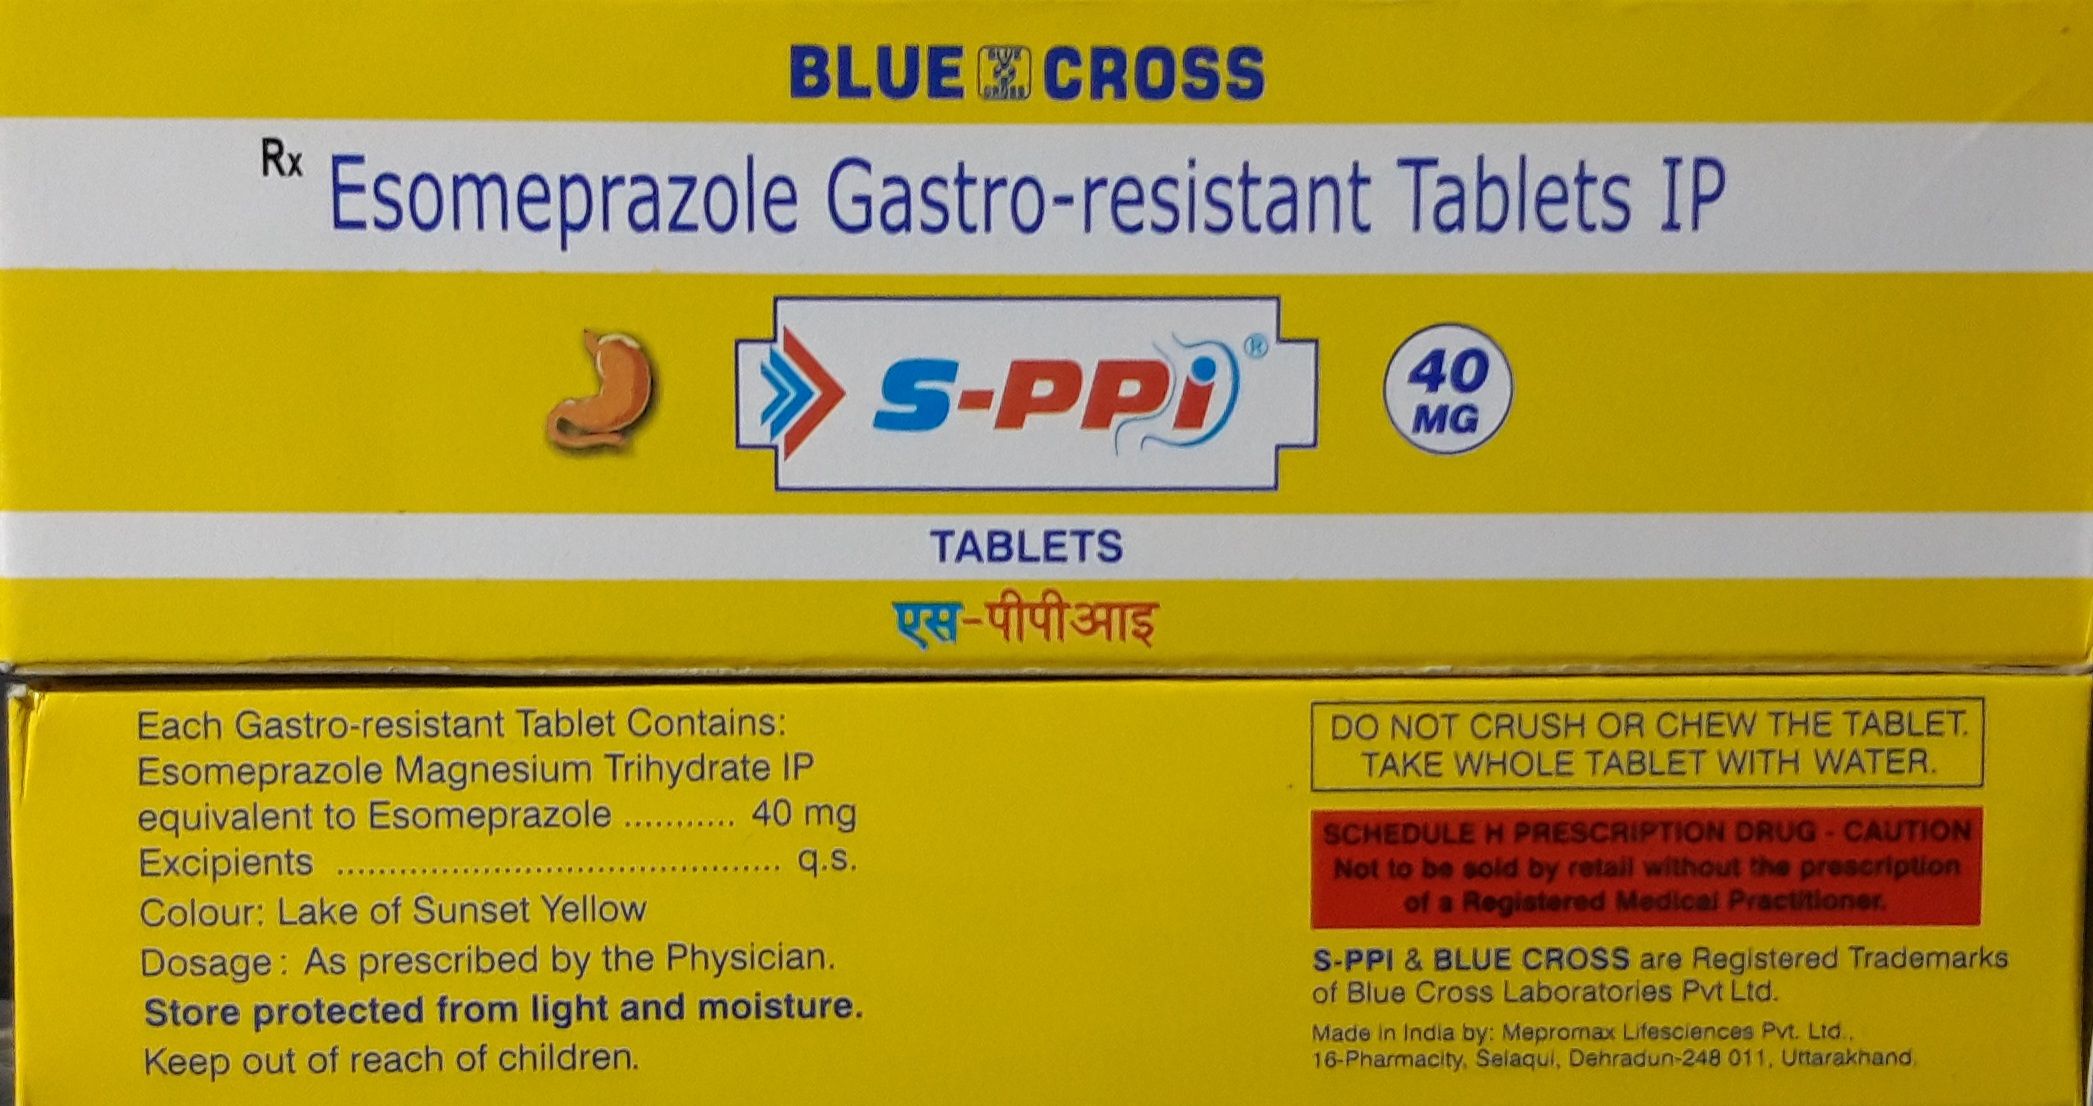 BLUE BLUE CROSS CROSS
Rx Esomeprazole Gastro-resistant Tablets IP
S-PPi®
40
MG
TABLETS
एस-पीपीआइ
Each Gastro-resistant Tablet Contains:
Esomeprazole Magnesium Trihydrate IP
equivalent to Esomeprazole ........... 40 mg
Excipients .......................................... q.s.
Colour: Lake of Sunset Yellow
Dosage : As prescribed by the Physician.
Store protected from light and moisture.
Keep out of reach of children.
DO NOT CRUSH OR CHEW THE TABLET.
TAKE WHOLE TABLET WITH WATER.
SCHEDULE H PRESCRIPTION DRUG - CAUTION
Not to be sold by retail without the prescription
of a Registered Medical Practitioner.
S-PPI & BLUE CROSS are Registered Trademarks
of Blue Cross Laboratories Pvt Ltd.
Made in India by: Mepromax Lifesciences Pvt. Ltd.,
16-Pharmacity, Selaqui, Dehradun-248 011, Uttarakhand.